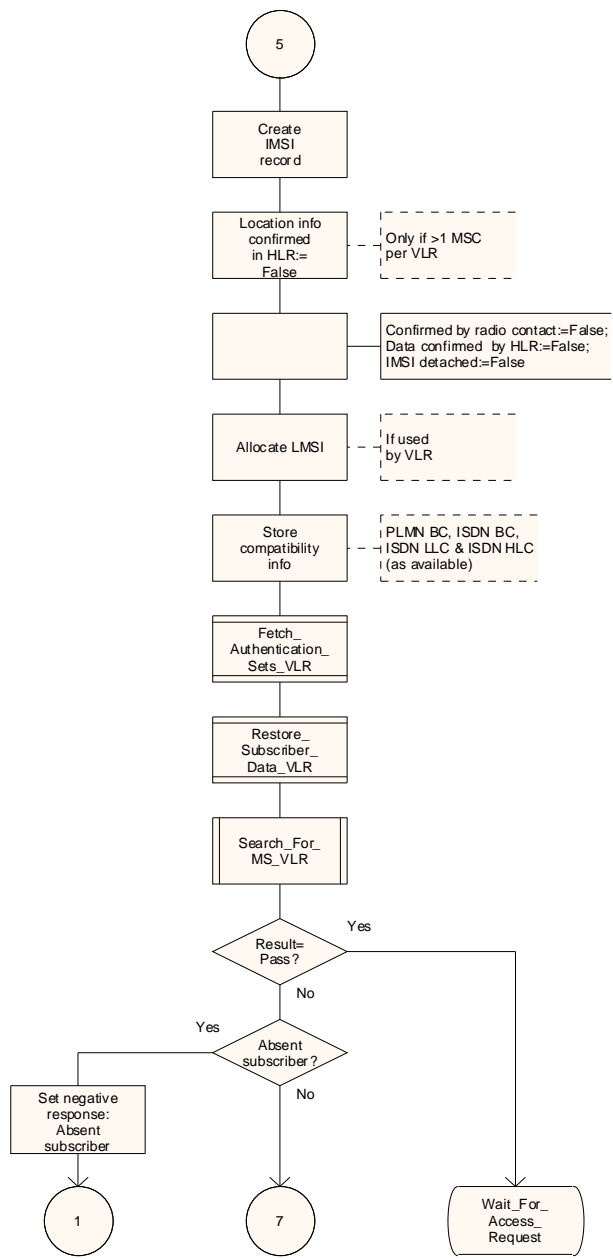 5
Create
IMSI
record
Location info
confirmed
in HLR:=
False
Only if >1 MSC
per VLR
Confirmed by radio contact:=False;
Data confirmed by HLR:=False;
IMSI detached:=False
Allocate LMSI
If used
by VLR
Store
compatibility
info
PLMN BC, ISDN BC,
ISDN LLC & ISDN HLC
(as available)
Fetch_
Authentication_
Sets_VLR
Restore_
Subscriber_
Data_VLR
Search_For_
MS_VLR
Result=
Pass?
Yes
No
Absent
subscriber?
Yes
No
Set negative
response:
Absent
subscriber
1
7
Wait_For_
Access_
Request